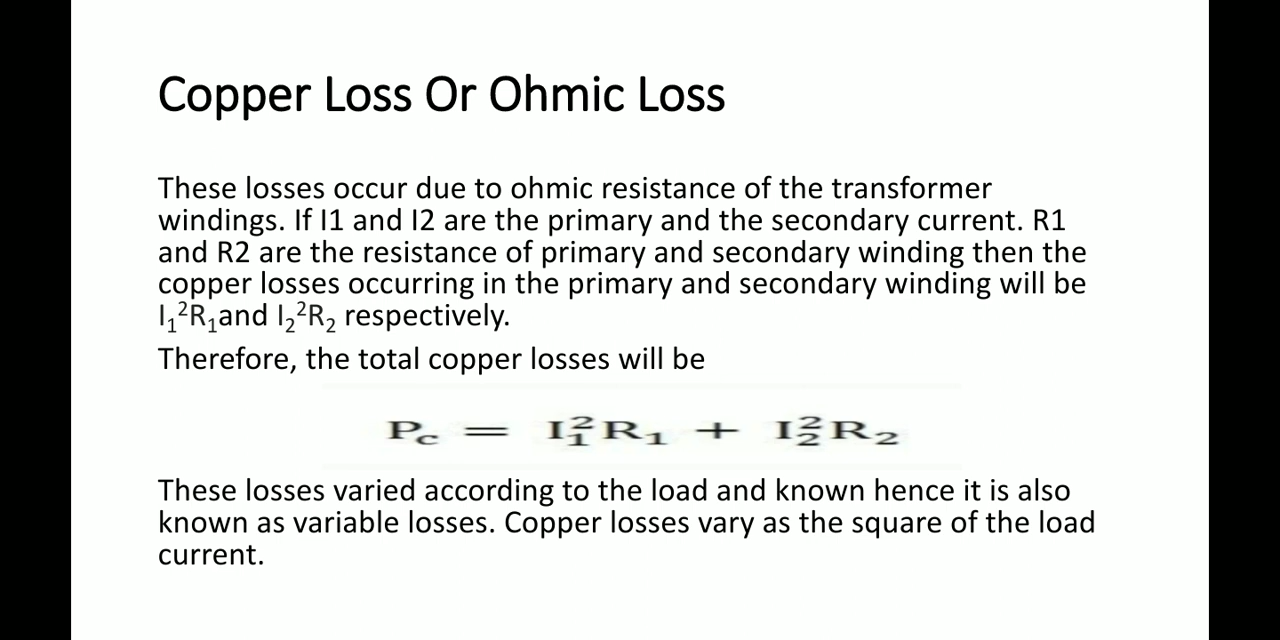 Copper Loss Or Ohmic Loss
These losses occur due to ohmic resistance of the transformer
windings. If I1 and I2 are the primary and the secondary current. R1
and R2 are the resistance of primary and secondary winding then the
copper losses occurring in the primary and secondary winding will be
I₁²R₁and I₂²R₂ respectively.
Therefore, the total copper losses will be
P꜀ = I₁²R₁ + I₂²R₂
These losses varied according to the load and known hence it is also
known as variable losses. Copper losses vary as the square of the load
current.